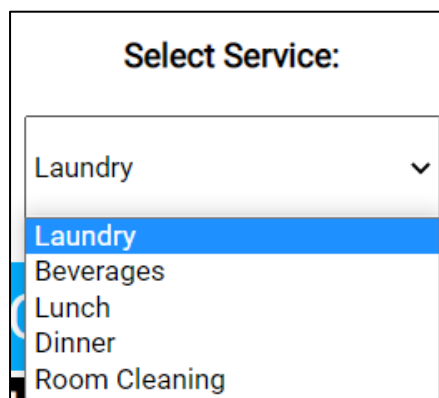 Select Service:
Laundry
Laundry
Beverages
Lunch
Dinner
Room Cleaning